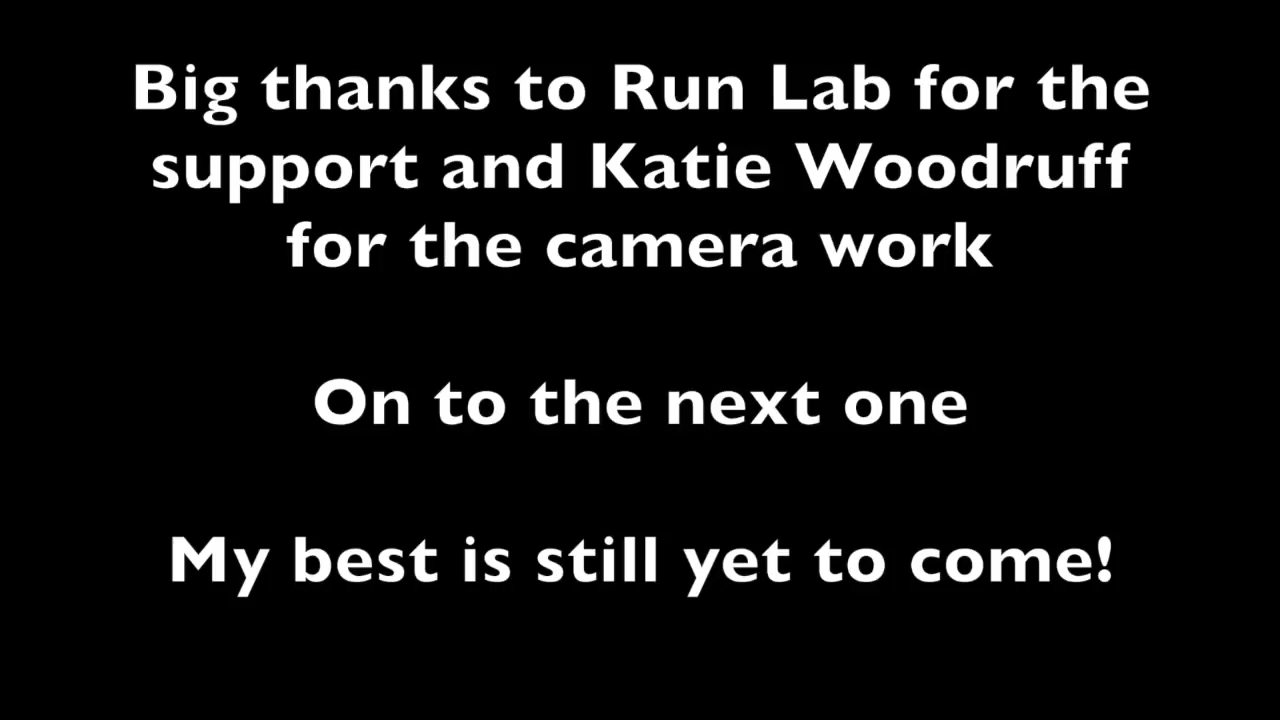 Big thanks to Run Lab for the
support and Katie Woodruff
for the camera work
On to the next one
My best is still yet to come!